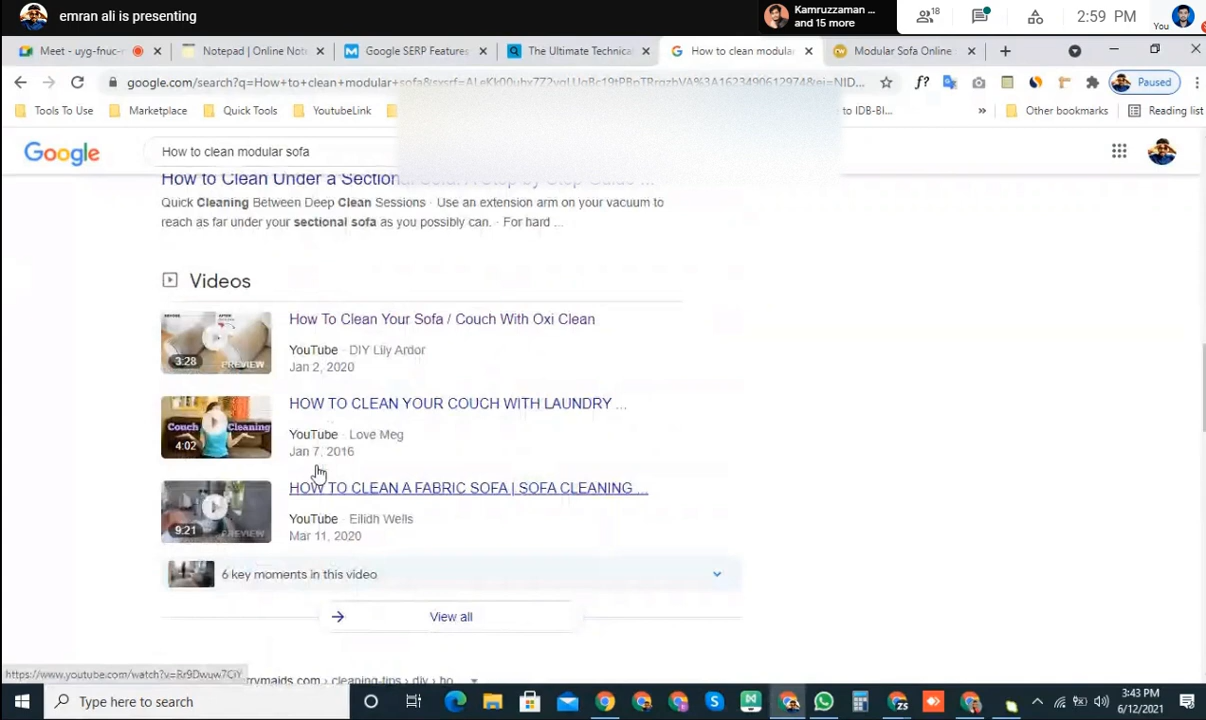 emran ali is presenting
Kamruzzaman ...
and 15 more
18
2:59 PM
You
Meet - uyg-fnuc-
Notepad | Online Not
Google SERP Features
The Ultimate Technical
How to clean modular
Modular Sofa Online
Paused
Tools To Use
Marketplace
Quick Tools
YoutubeLink
to IDB-BI...
Other bookmarks
Reading list
Google
How to clean modular sofa
How to Clean Under a Sectional
Quick Cleaning Between Deep Clean Sessions · Use an extension arm on your vacuum to
reach as far under your sectional sofa as you possibly can. · For hard ...
Videos
How To Clean Your Sofa / Couch With Oxi Clean
YouTube · DIY Lily Ardor
Jan 2, 2020
3:28
PREVIEW
HOW TO CLEAN YOUR COUCH WITH LAUNDRY ...
YouTube · Love Meg
Jan 7, 2016
Couch Cleaning
4:02
HOW TO CLEAN A FABRIC SOFA | SOFA CLEANING ...
YouTube · Eilidh Wells
Mar 11, 2020
9:21
PREVIEW
6 key moments in this video
View all
Type here to search
3:43 PM
6/12/2021